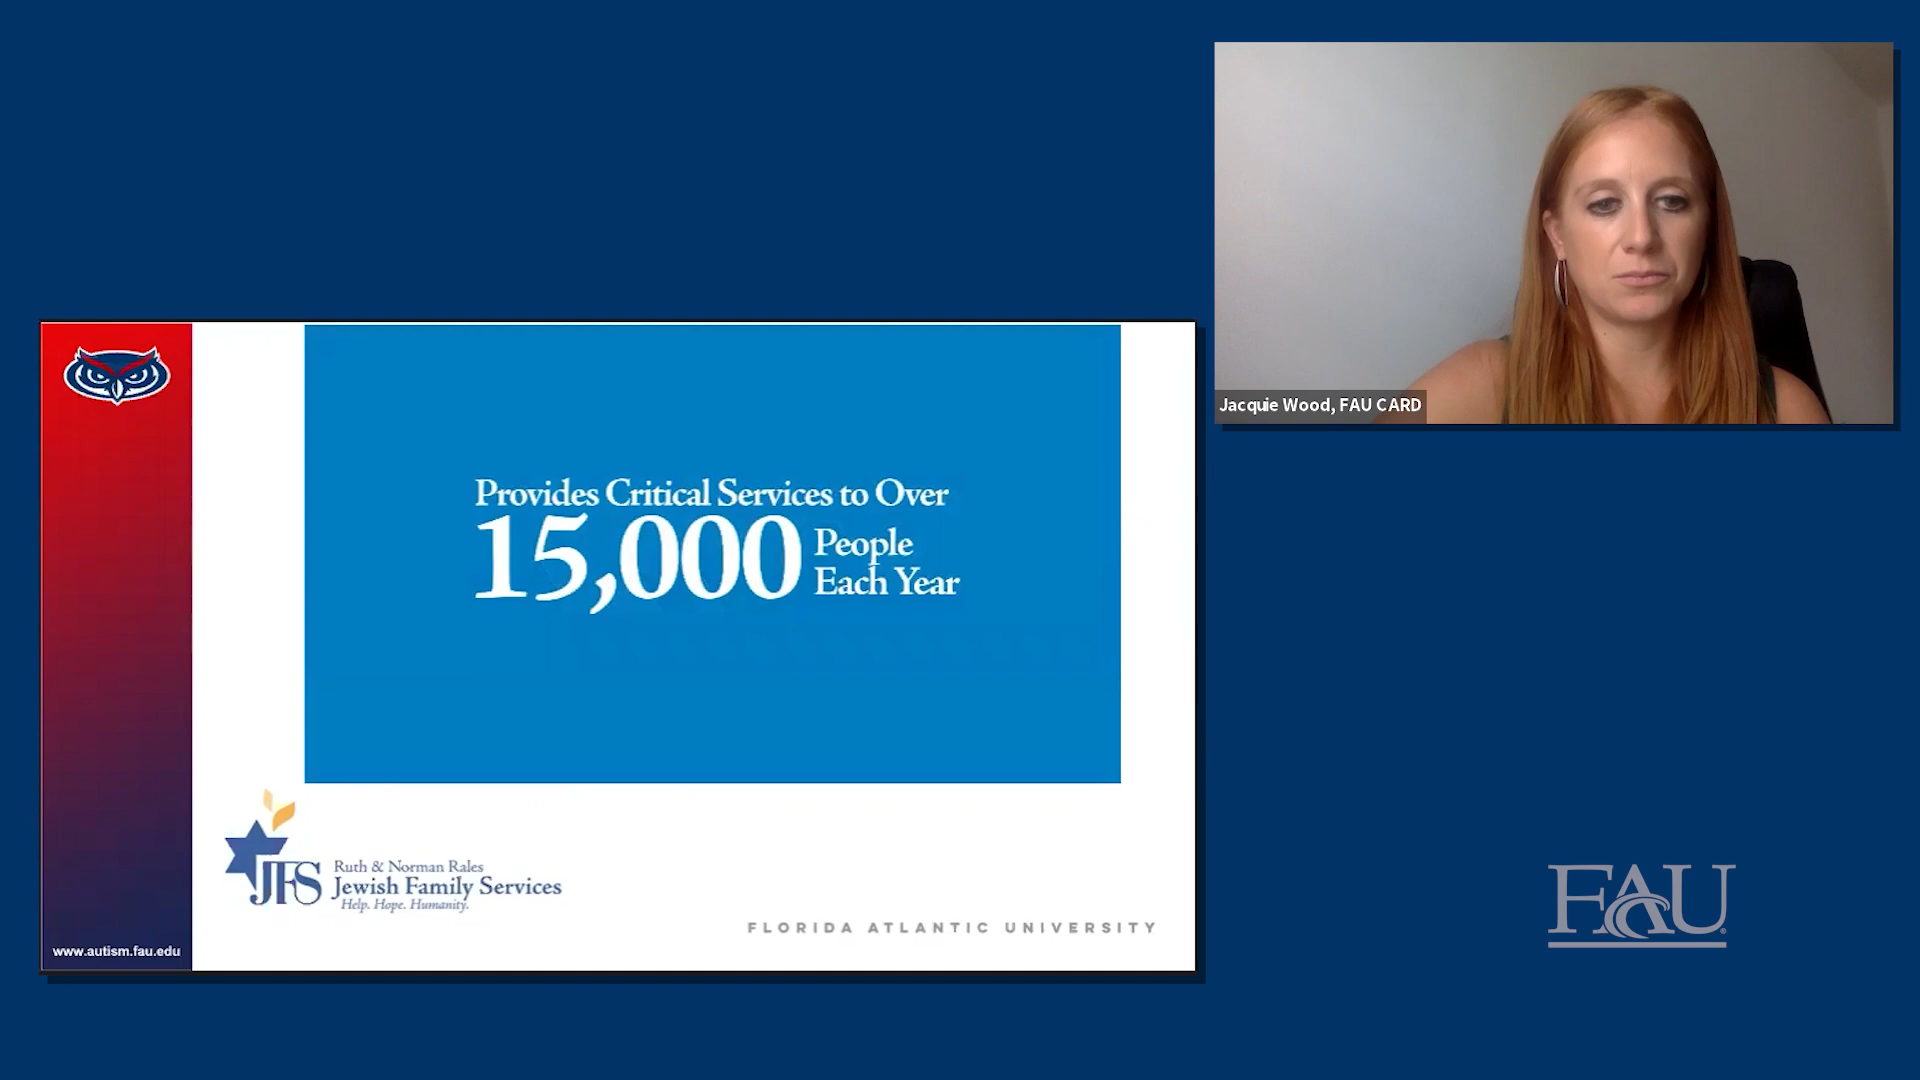 Jacquie Wood, FAU CARD
Provides Critical Services to Over
15,000 People
Each Year
JFS
Ruth & Norman Rales
Jewish Family Services
Help. Hope. Humanity.
FLORIDA ATLANTIC UNIVERSITY
www.autism.fau.edu
FAU